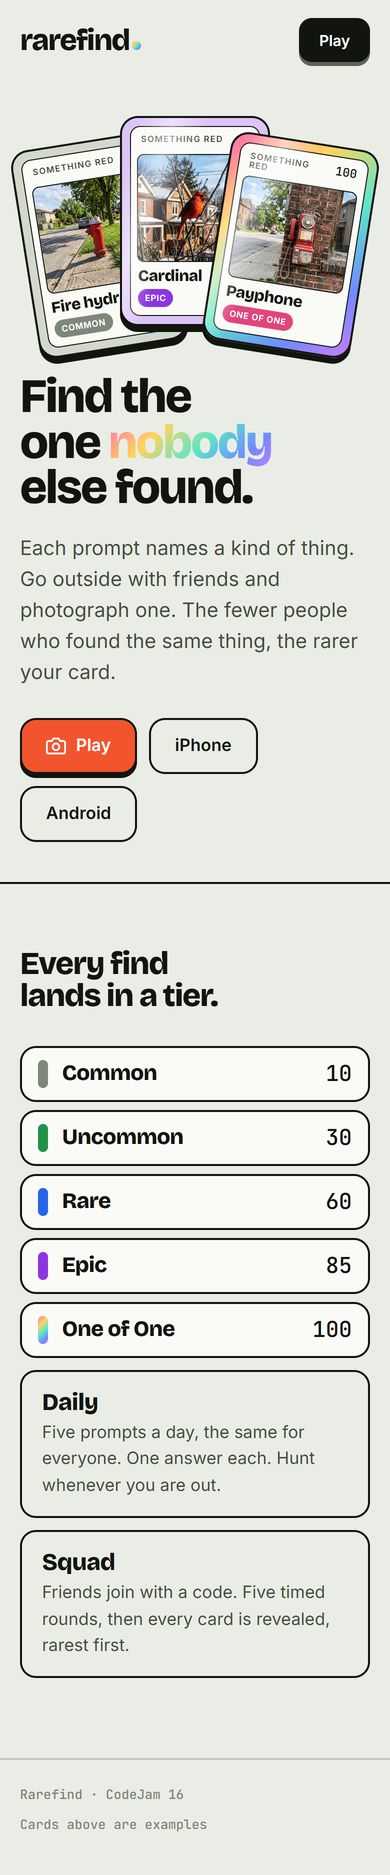 rarefind
Play
SOMETHING RED
Fire hydr
COMMON
SOMETHING RED
Cardinal
EPIC
SOMETHING
RED
100
Payphone
ONE OF ONE
Find the
one nobody
else found.
Each prompt names a kind of thing.
Go outside with friends and
photograph one. The fewer people
who found the same thing, the rarer
your card.
Play
iPhone
Android
Every find
lands in a tier.
Common 10
Uncommon 30
Rare 60
Epic 85
One of One 100
Daily
Five prompts a day, the same for
everyone. One answer each. Hunt
whenever you are out.
Squad
Friends join with a code. Five timed
rounds, then every card is revealed,
rarest first.
Rarefind · CodeJam 16
Cards above are examples